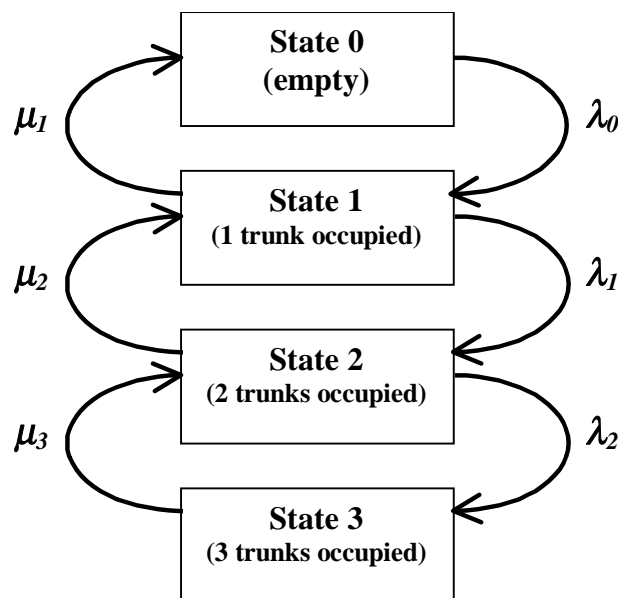 State 0
(empty)
μ1
λ0
State 1
(1 trunk occupied)
μ2
λ1
State 2
(2 trunks occupied)
μ3
λ2
State 3
(3 trunks occupied)